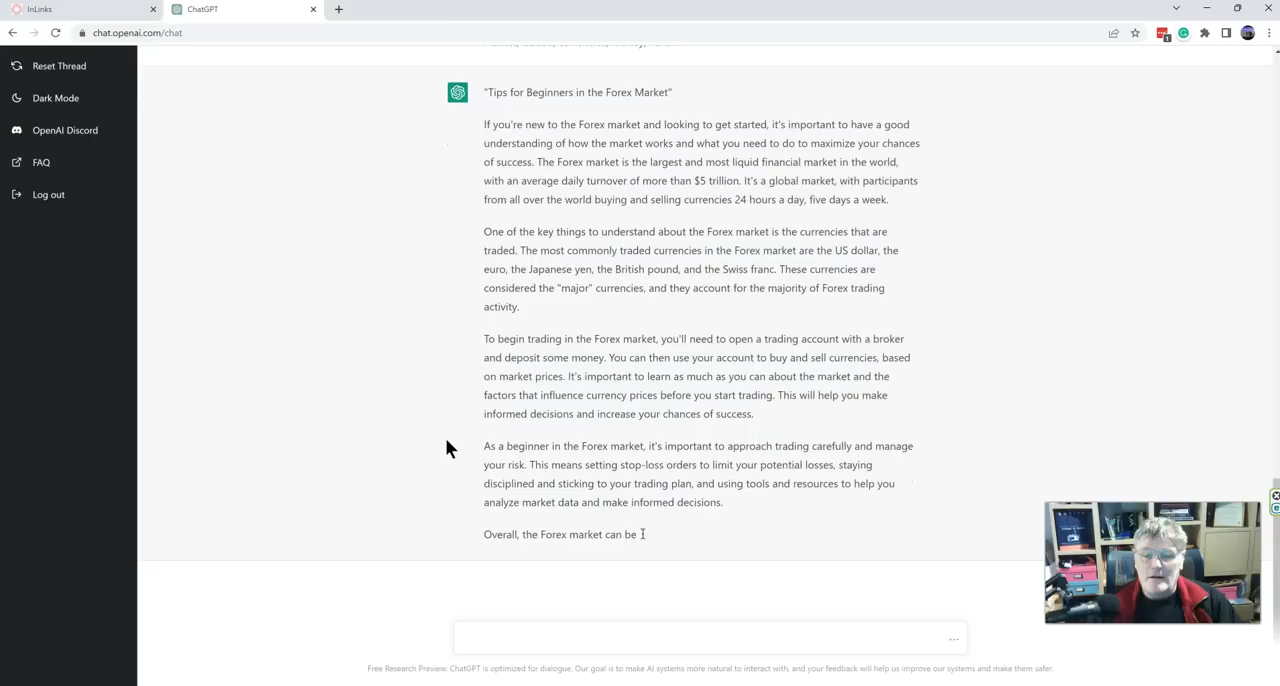 InLinks
ChatGPT
chat.openai.com/chat
1
Reset Thread
Dark Mode
OpenAI Discord
FAQ
Log out
"Tips for Beginners in the Forex Market"
If you're new to the Forex market and looking to get started, it's important to have a good
understanding of how the market works and what you need to do to maximize your chances
of success. The Forex market is the largest and most liquid financial market in the world,
with an average daily turnover of more than $5 trillion. It's a global market, with participants
from all over the world buying and selling currencies 24 hours a day, five days a week.
One of the key things to understand about the Forex market is the currencies that are
traded. The most commonly traded currencies in the Forex market are the US dollar, the
euro, the Japanese yen, the British pound, and the Swiss franc. These currencies are
considered the "major" currencies, and they account for the majority of Forex trading
activity.
To begin trading in the Forex market, you'll need to open a trading account with a broker
and deposit some money. You can then use your account to buy and sell currencies, based
on market prices. It's important to learn as much as you can about the market and the
factors that influence currency prices before you start trading. This will help you make
informed decisions and increase your chances of success.
As a beginner in the Forex market, it's important to approach trading carefully and manage
your risk. This means setting stop-loss orders to limit your potential losses, staying
disciplined and sticking to your trading plan, and using tools and resources to help you
analyze market data and make informed decisions.
Overall, the Forex market can be
...
Free Research Preview: ChatGPT is optimized for dialogue. Our goal is to make AI systems more natural to interact with, and your feedback will help us improve our systems and make them safer.